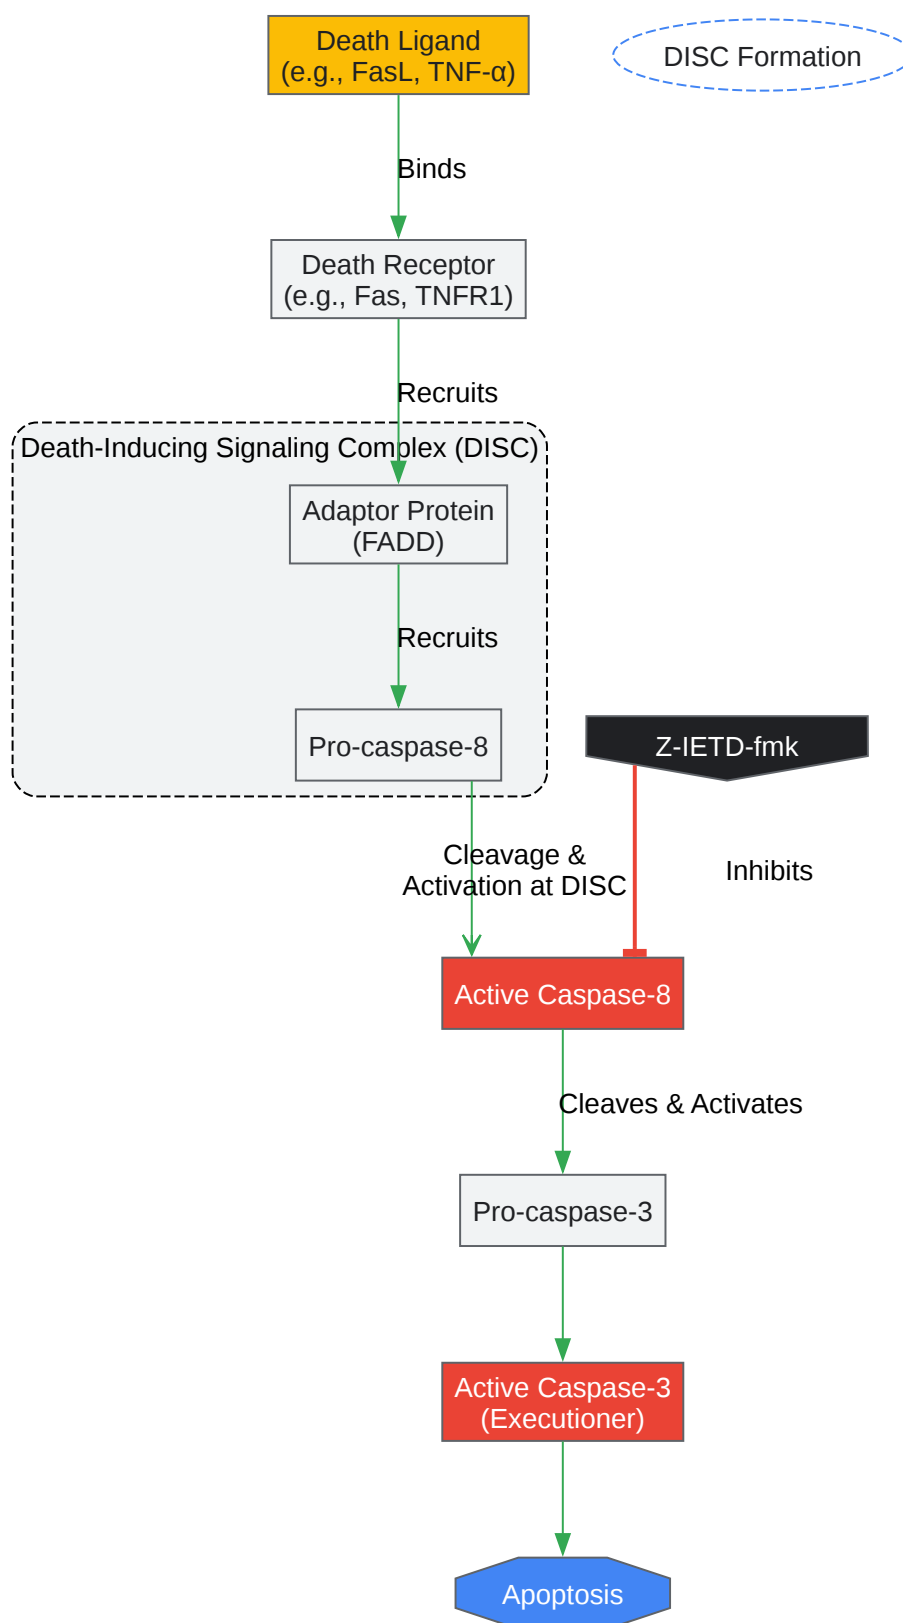 Death Ligand
(e.g., FasL, TNF-α)
DISC Formation
Binds
Death Receptor
(e.g., Fas, TNFR1)
Recruits
Death-Inducing Signaling Complex (DISC)
Adaptor Protein
(FADD)
Recruits
Pro-caspase-8
Z-IETD-fmk
Cleavage &
Activation at DISC
Inhibits
Active Caspase-8
Cleaves & Activates
Pro-caspase-3
Active Caspase-3
(Executioner)
Apoptosis